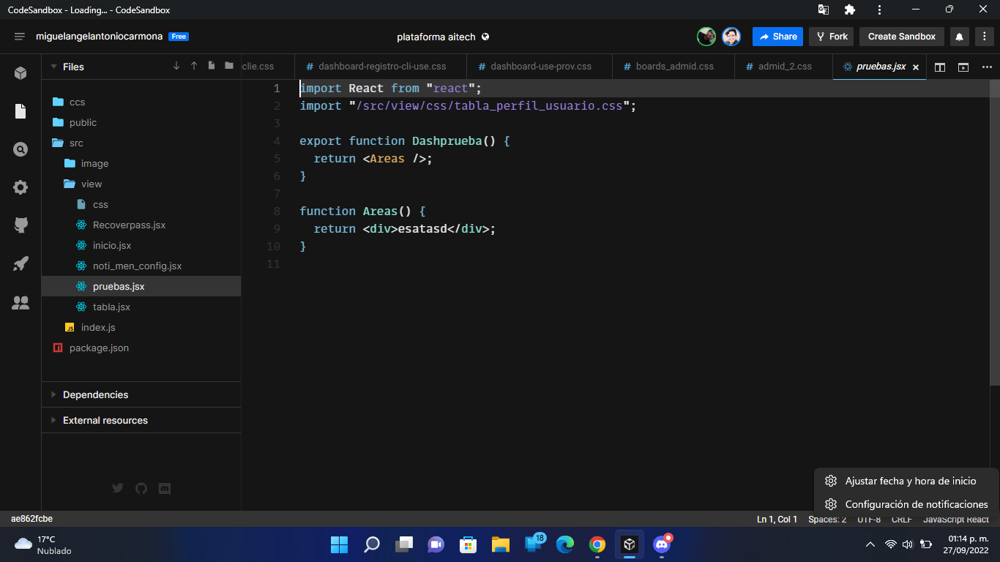 CodeSandbox - Loading... - CodeSandbox
miguelangelantoniocarmona Free
plataforma aitech
Share Fork Create Sandbox
Files
clie.css # dashboard-registro-cli-use.css # dashboard-use-prov.css # boards_admid.css # admid_2.css pruebas.jsx
ccs
public
src
image
view
css
Recoverpass.jsx
inicio.jsx
noti_men_config.jsx
pruebas.jsx
tabla.jsx
JS index.js
package.json
Dependencies
External resources
1 import React from "react";
2 import "/src/view/css/tabla_perfil_usuario.css";
3
4 export function Dashprueba() {
5 return <Areas />;
6 }
7
8 function Areas() {
9 return <div>esatasd</div>;
10 }
11
Ajustar fecha y hora de inicio
Configuración de notificaciones
ae862fcbe
Ln 1, Col 1 Spaces: 2 UTF-8 CRLF JavaScript React
17°C
Nublado
18
01:14 p. m.
27/09/2022